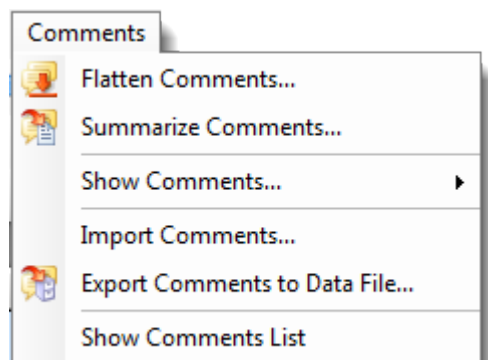 Comments
Flatten Comments...
Summarize Comments...
Show Comments...
Import Comments...
Export Comments to Data File...
Show Comments List